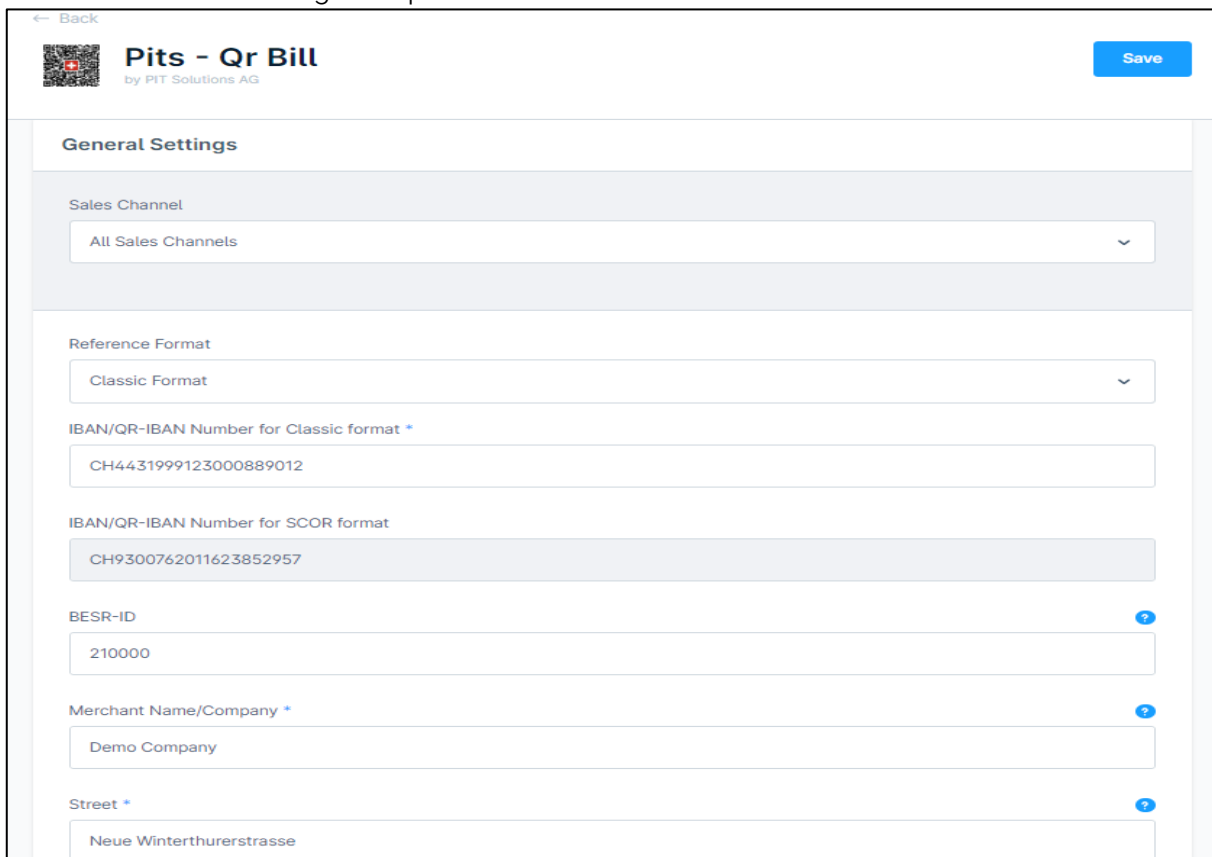 ← Back
Pits - Qr Bill
by PIT Solutions AG
Save
General Settings
Sales Channel
All Sales Channels
Reference Format
Classic Format
IBAN/QR-IBAN Number for Classic format *
CH4431999123000889012
IBAN/QR-IBAN Number for SCOR format
CH9300762011623852957
BESR-ID
?
210000
Merchant Name/Company *
?
Demo Company
Street *
?
Neue Winterthurerstrasse